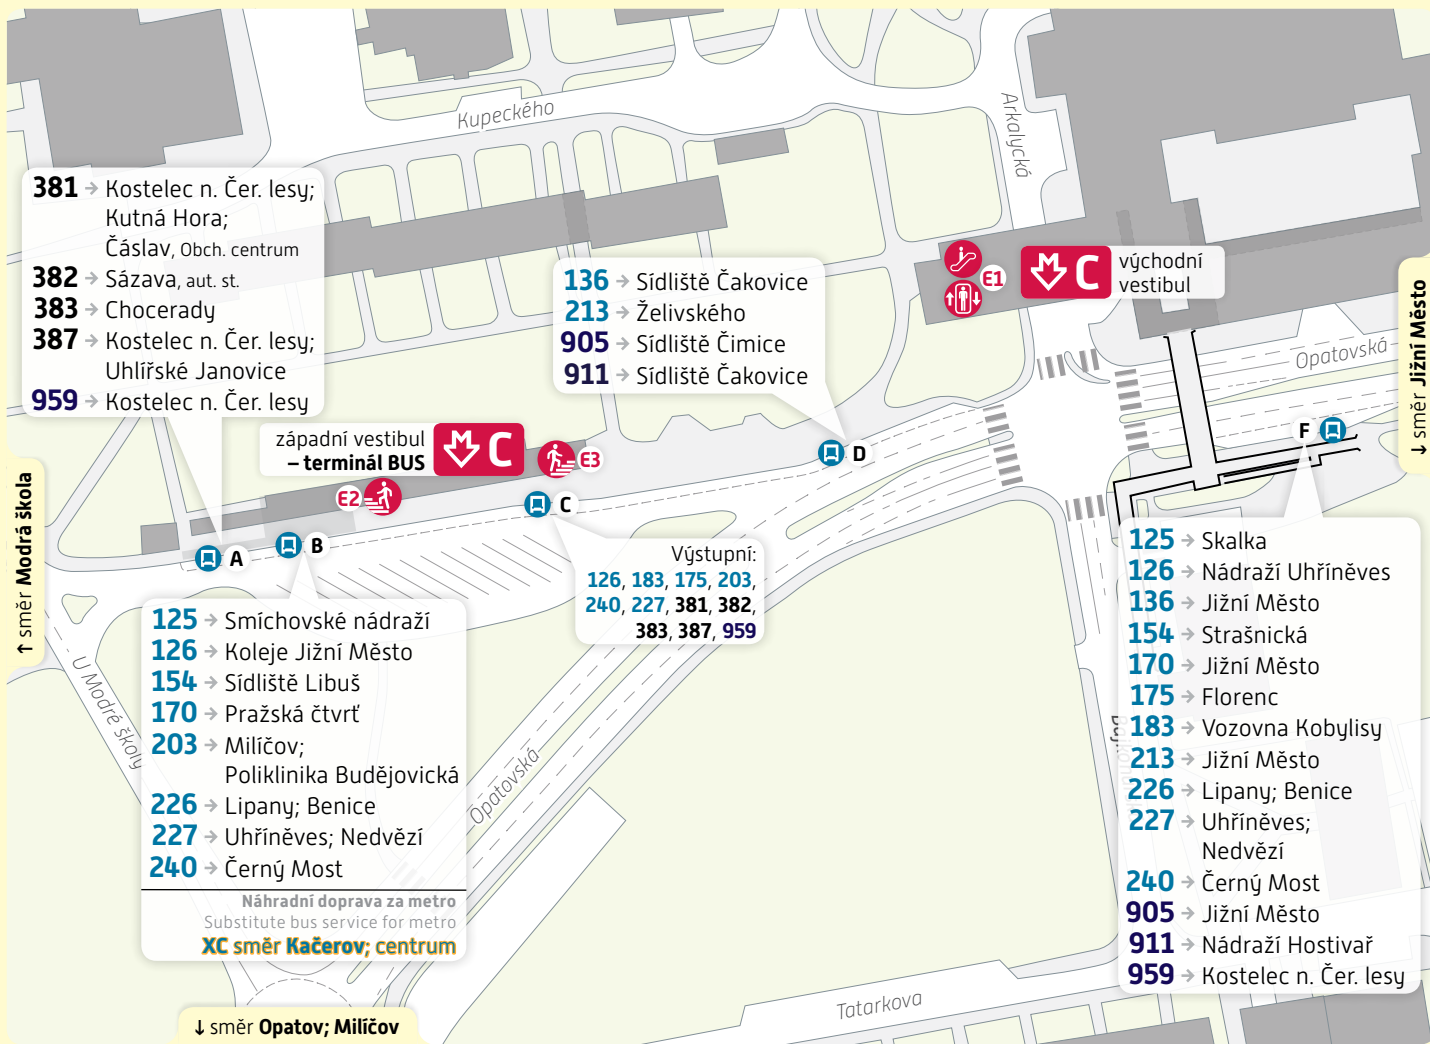 Kupeckého
Arkalycká
381 → Kostelec n. Čer. lesy;
Kutná Hora;
Čáslav, Obch. centrum
382 → Sázava, aut. st.
383 → Chocerady
387 → Kostelec n. Čer. lesy;
Uhlířské Janovice
959 → Kostelec n. Čer. lesy
136 → Sídliště Čakovice
213 → Želivského
905 → Sídliště Čimice
911 → Sídliště Čakovice
E1
C
východní
vestibul
Opatovská
↓ směr Jižní Město
západní vestibul
– terminál BUS
C
E3
E2
D
F
C
A
B
↑ směr Modrá škola
Výstupní:
126, 183, 175, 203,
240, 227, 381, 382,
383, 387, 959
125 → Smíchovské nádraží
126 → Koleje Jižní Město
154 → Sídliště Libuš
170 → Pražská čtvrť
203 → Milíčov;
Poliklinika Budějovická
226 → Lipany; Benice
227 → Uhříněves; Nedvězí
240 → Černý Most
Náhradní doprava za metro
Substitute bus service for metro
XC směr Kačerov; centrum
U Modré školy
Opatovská
125 → Skalka
126 → Nádraží Uhříněves
136 → Jižní Město
154 → Strašnická
170 → Jižní Město
175 → Florenc
183 → Vozovna Kobylisy
213 → Jižní Město
226 → Lipany; Benice
227 → Uhříněves;
Nedvězí
240 → Černý Most
905 → Jižní Město
911 → Nádraží Hostivař
959 → Kostelec n. Čer. lesy
Tatarkova
↓ směr Opatov; Milíčov